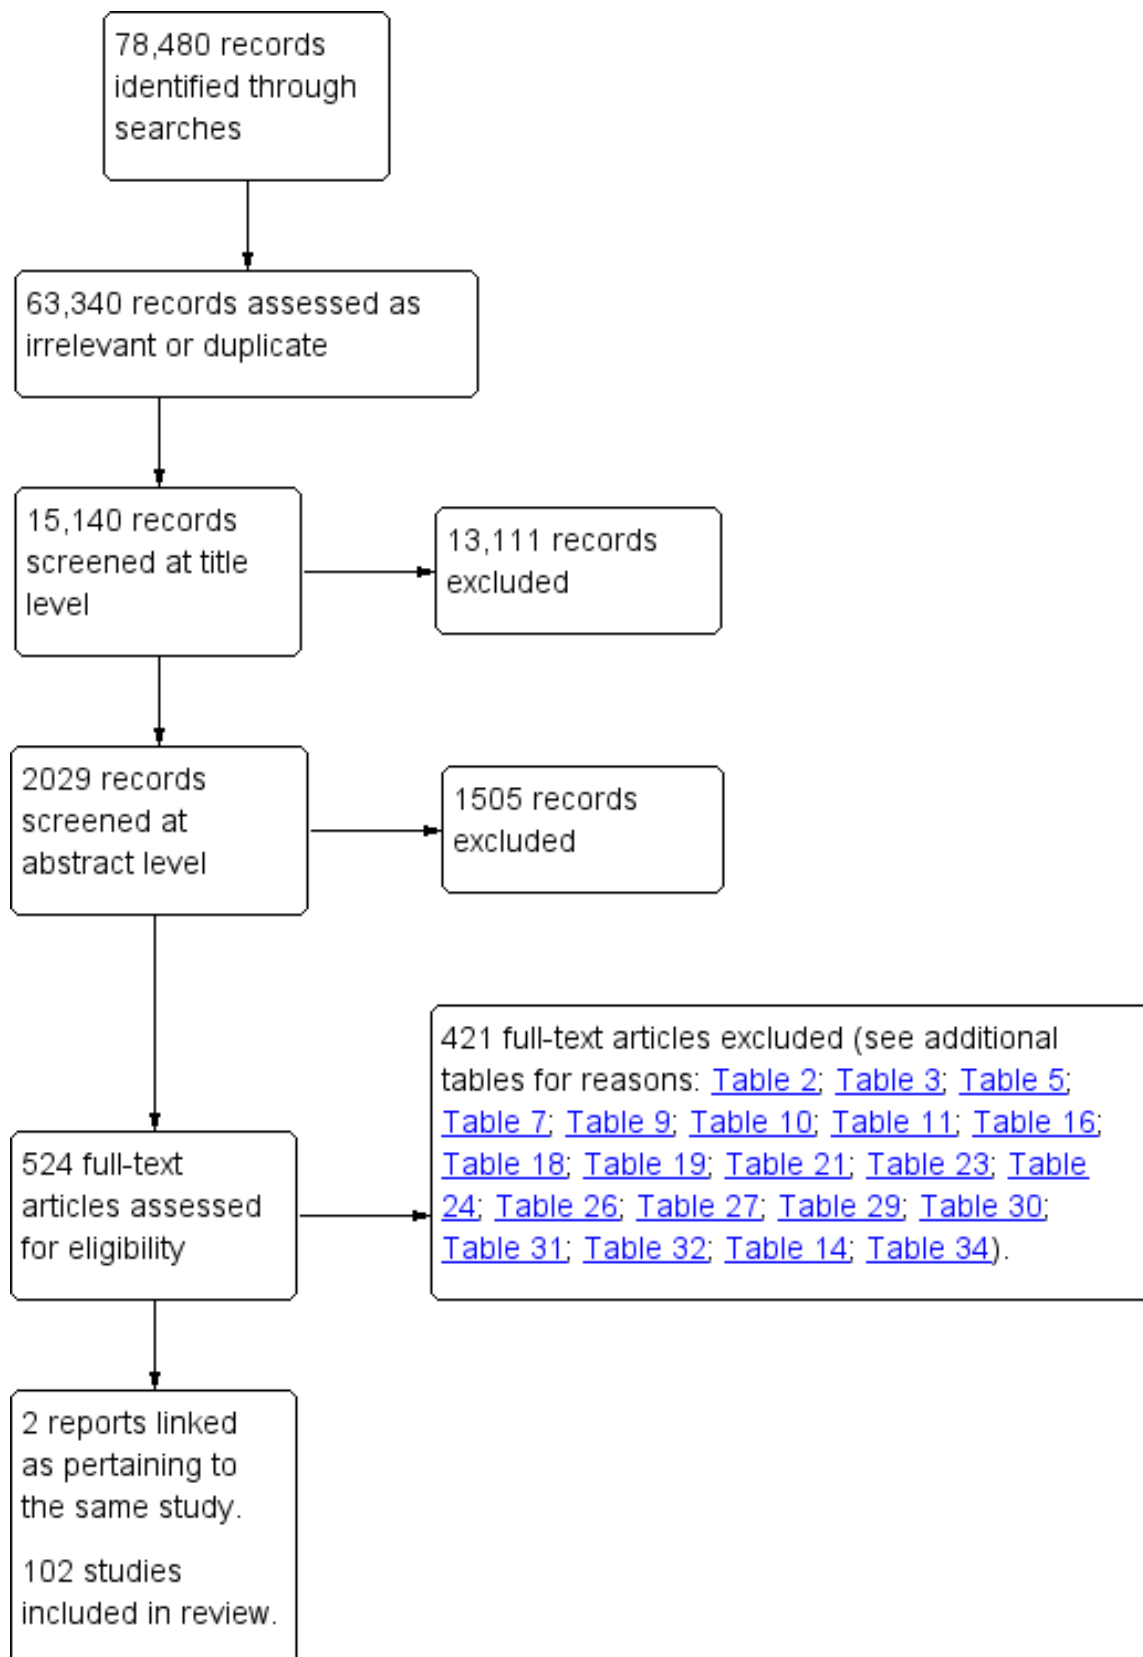 78,480 records
identified through
searches
63,340 records assessed as
irrelevant or duplicate
15,140 records
screened at title
level
13,111 records
excluded
2029 records
screened at
abstract level
1505 records
excluded
421 full-text articles excluded (see additional
tables for reasons: Table 2; Table 3; Table 5;
Table 7; Table 9; Table 10; Table 11; Table 16;
Table 18; Table 19; Table 21; Table 23; Table
24; Table 26; Table 27; Table 29; Table 30;
Table 31; Table 32; Table 14; Table 34).
524 full-text
articles assessed
for eligibility
2 reports linked
as pertaining to
the same study.
102 studies
included in review.